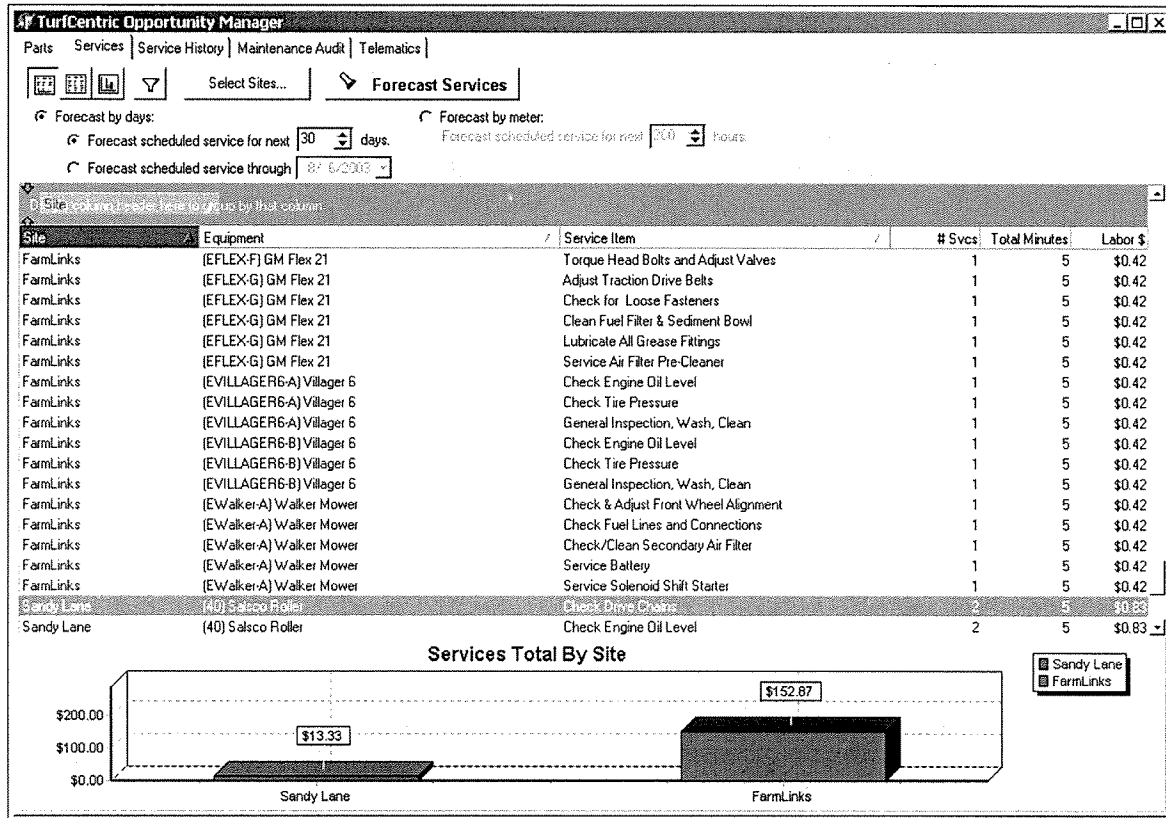 TurfCentric Opportunity Manager
Parts Services Service History Maintenance Audit Telematics
Select Sites... Forecast Services
Forecast by days: Forecast by meter:
Forecast scheduled service for next 30 days. Forecast scheduled service for next 200 hours.
Forecast scheduled service through 8/ 6/2003
Site column header here to group by that column
Site Equipment Service Item # Svcs Total Minutes Labor $
FarmLinks (EFLEX-F) GM Flex 21 Torque Head Bolts and Adjust Valves 1 5 $0.42
FarmLinks (EFLEX-G) GM Flex 21 Adjust Traction Drive Belts 1 5 $0.42
FarmLinks (EFLEX-G) GM Flex 21 Check for Loose Fasteners 1 5 $0.42
FarmLinks (EFLEX-G) GM Flex 21 Clean Fuel Filter & Sediment Bowl 1 5 $0.42
FarmLinks (EFLEX-G) GM Flex 21 Lubricate All Grease Fittings 1 5 $0.42
FarmLinks (EFLEX-G) GM Flex 21 Service Air Filter Pre-Cleaner 1 5 $0.42
FarmLinks (EVILLAGER6-A) Villager 6 Check Engine Oil Level 1 5 $0.42
FarmLinks (EVILLAGER6-A) Villager 6 Check Tire Pressure 1 5 $0.42
FarmLinks (EVILLAGER6-A) Villager 6 General Inspection, Wash, Clean 1 5 $0.42
FarmLinks (EVILLAGER6-B) Villager 6 Check Engine Oil Level 1 5 $0.42
FarmLinks (EVILLAGER6-B) Villager 6 Check Tire Pressure 1 5 $0.42
FarmLinks (EVILLAGER6-B) Villager 6 General Inspection, Wash, Clean 1 5 $0.42
FarmLinks (EWalker-A) Walker Mower Check & Adjust Front Wheel Alignment 1 5 $0.42
FarmLinks (EWalker-A) Walker Mower Check Fuel Lines and Connections 1 5 $0.42
FarmLinks (EWalker-A) Walker Mower Check/Clean Secondary Air Filter 1 5 $0.42
FarmLinks (EWalker-A) Walker Mower Service Battery 1 5 $0.42
FarmLinks (EWalker-A) Walker Mower Service Solenoid Shift Starter 1 5 $0.42
Sandy Lane (40) Salsco Roller Check Drive Chains 2 5 $0.83
Sandy Lane (40) Salsco Roller Check Engine Oil Level 2 5 $0.83
Services Total By Site
Sandy Lane
FarmLinks
$152.87
$200.00
$13.33
$100.00
$0.00
Sandy Lane FarmLinks